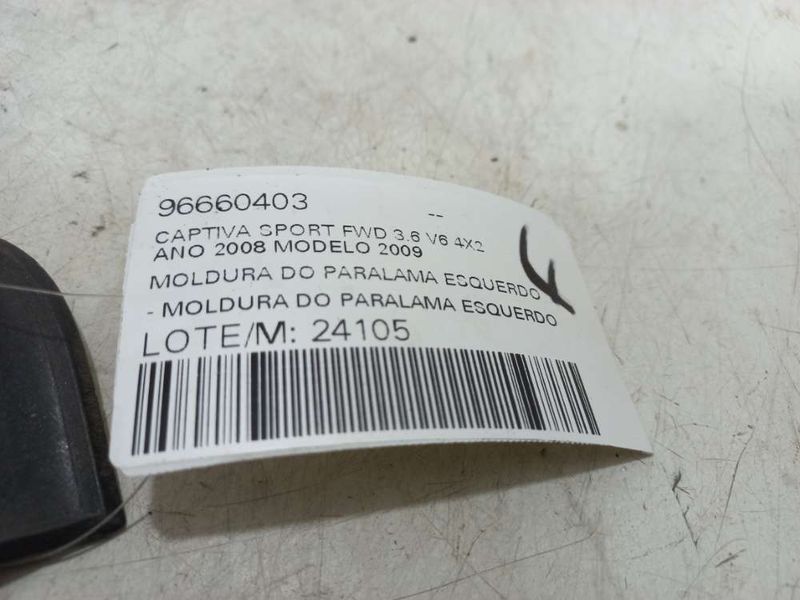 96660403
--
CAPTIVA SPORT FWD 3.6 V6 4X2
ANO 2008 MODELO 2009
MOLDURA DO PARALAMA ESQUERDO
- MOLDURA DO PARALAMA ESQUERDO
LOTE/M: 24105